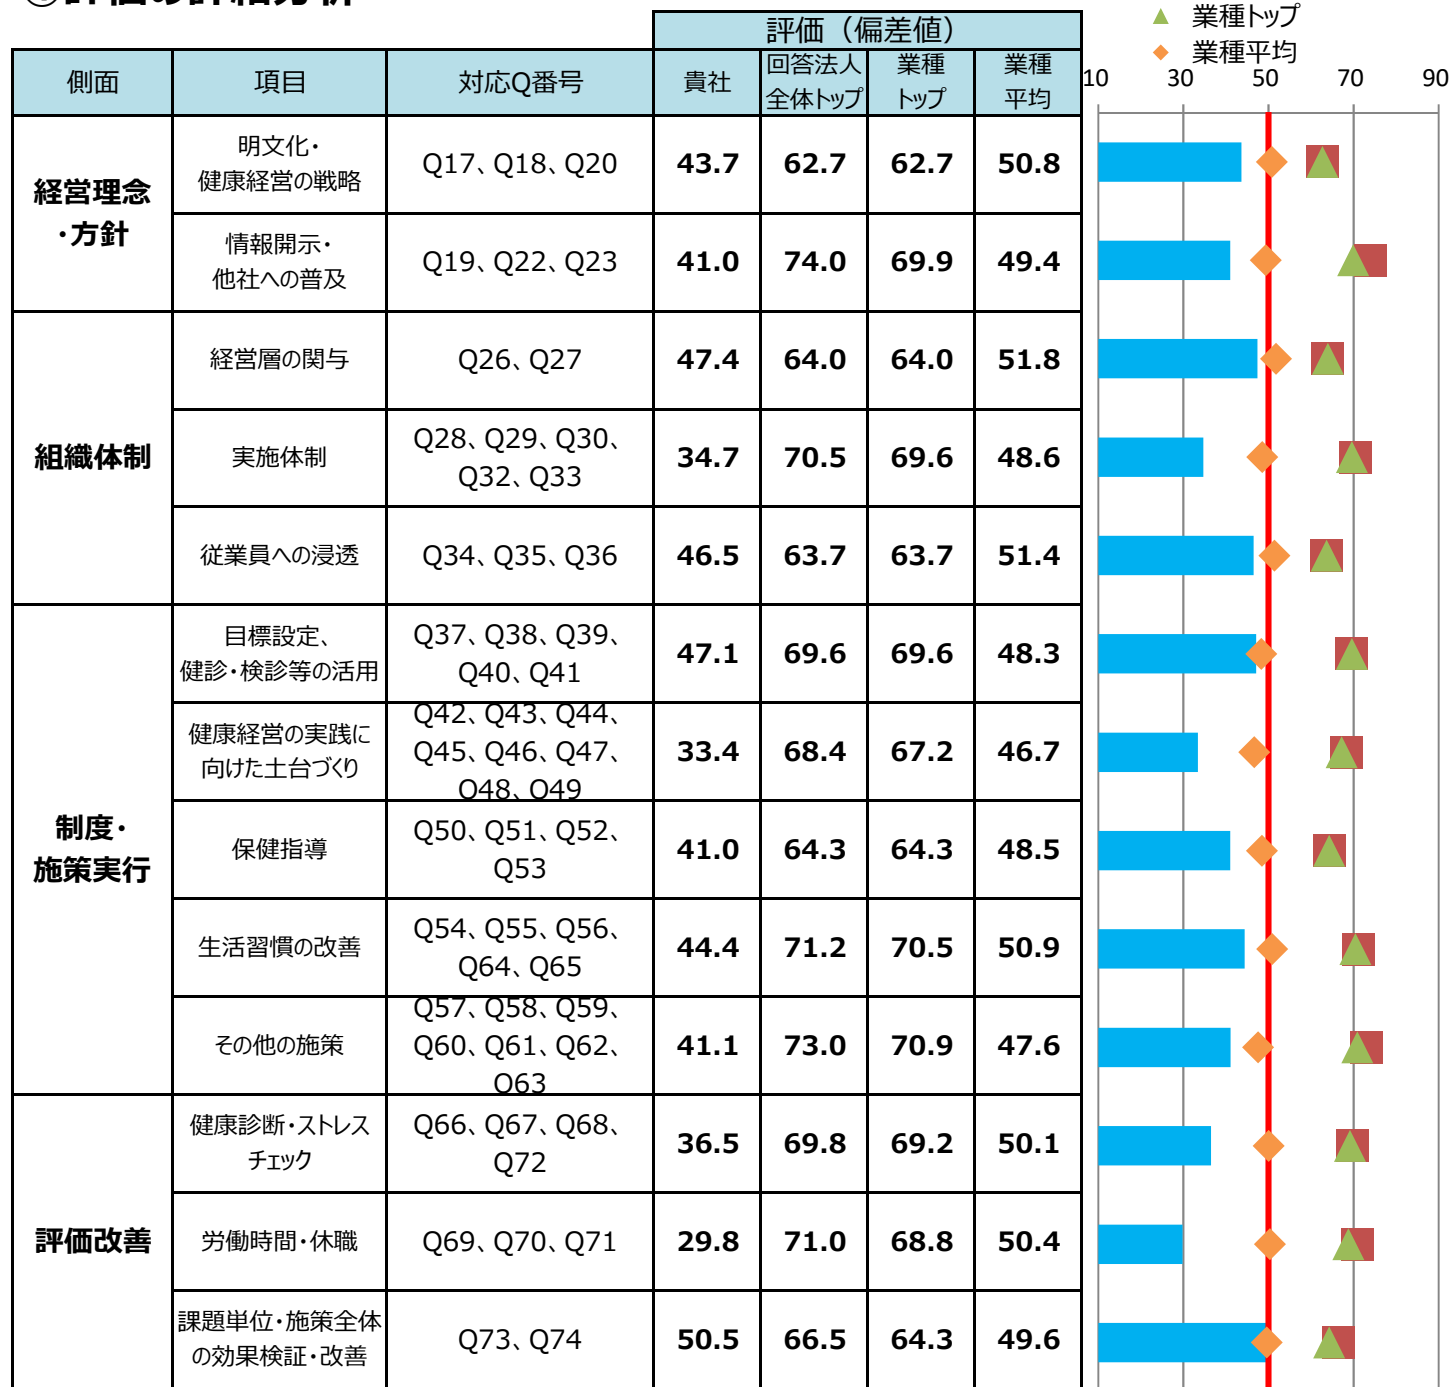 ①評価の詳細分析
▲ 業種トップ
◆ 業種平均
評価（偏差値）
側面 項目 対応Q番号 貴社 回答法人全体トップ 業種トップ 業種平均
10 30 50 70 90
経営理念
・方針
明文化・
健康経営の戦略
Q17、Q18、Q20 43.7 62.7 62.7 50.8
情報開示・
他社への普及
Q19、Q22、Q23 41.0 74.0 69.9 49.4
組織体制
経営層の関与 Q26、Q27 47.4 64.0 64.0 51.8
実施体制
Q28、Q29、Q30、
Q32、Q33
34.7 70.5 69.6 48.6
従業員への浸透 Q34、Q35、Q36 46.5 63.7 63.7 51.4
制度・
施策実行
目標設定、
健診・検診等の活用
Q37、Q38、Q39、
Q40、Q41
47.1 69.6 69.6 48.3
健康経営の実践に
向けた土台づくり
Q42、Q43、Q44、
Q45、Q46、Q47、
Q48、Q49
33.4 68.4 67.2 46.7
保健指導
Q50、Q51、Q52、
Q53
41.0 64.3 64.3 48.5
生活習慣の改善
Q54、Q55、Q56、
Q64、Q65
44.4 71.2 70.5 50.9
その他の施策
Q57、Q58、Q59、
Q60、Q61、Q62、
Q63
41.1 73.0 70.9 47.6
評価改善
健康診断・ストレス
チェック
Q66、Q67、Q68、
Q72
36.5 69.8 69.2 50.1
労働時間・休職 Q69、Q70、Q71 29.8 71.0 68.8 50.4
課題単位・施策全体
の効果検証・改善
Q73、Q74 50.5 66.5 64.3 49.6